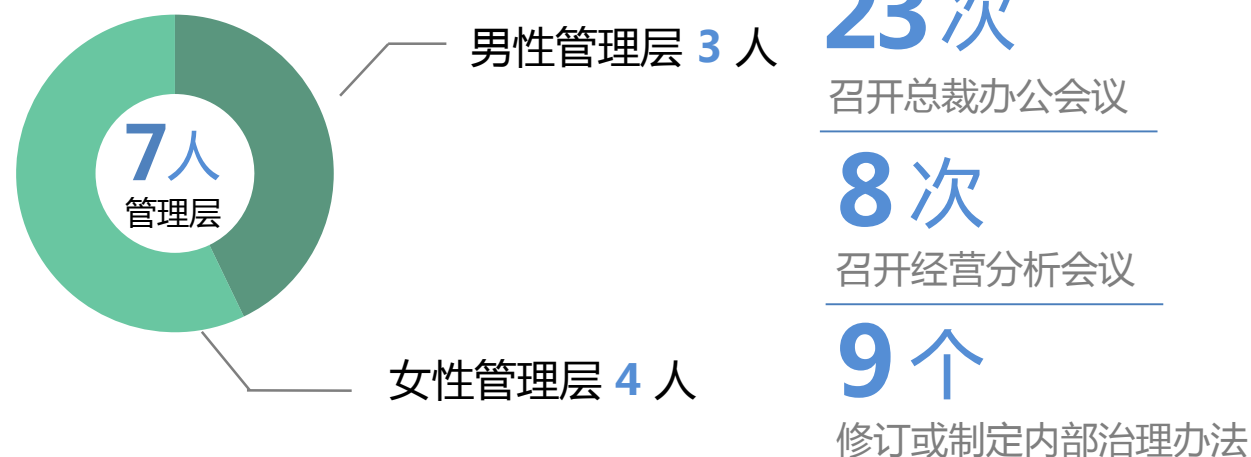 7人
管理层
男性管理层 3 人
女性管理层 4 人
23 次
召开总裁办公会议
8 次
召开经营分析会议
9 个
修订或制定内部治理办法